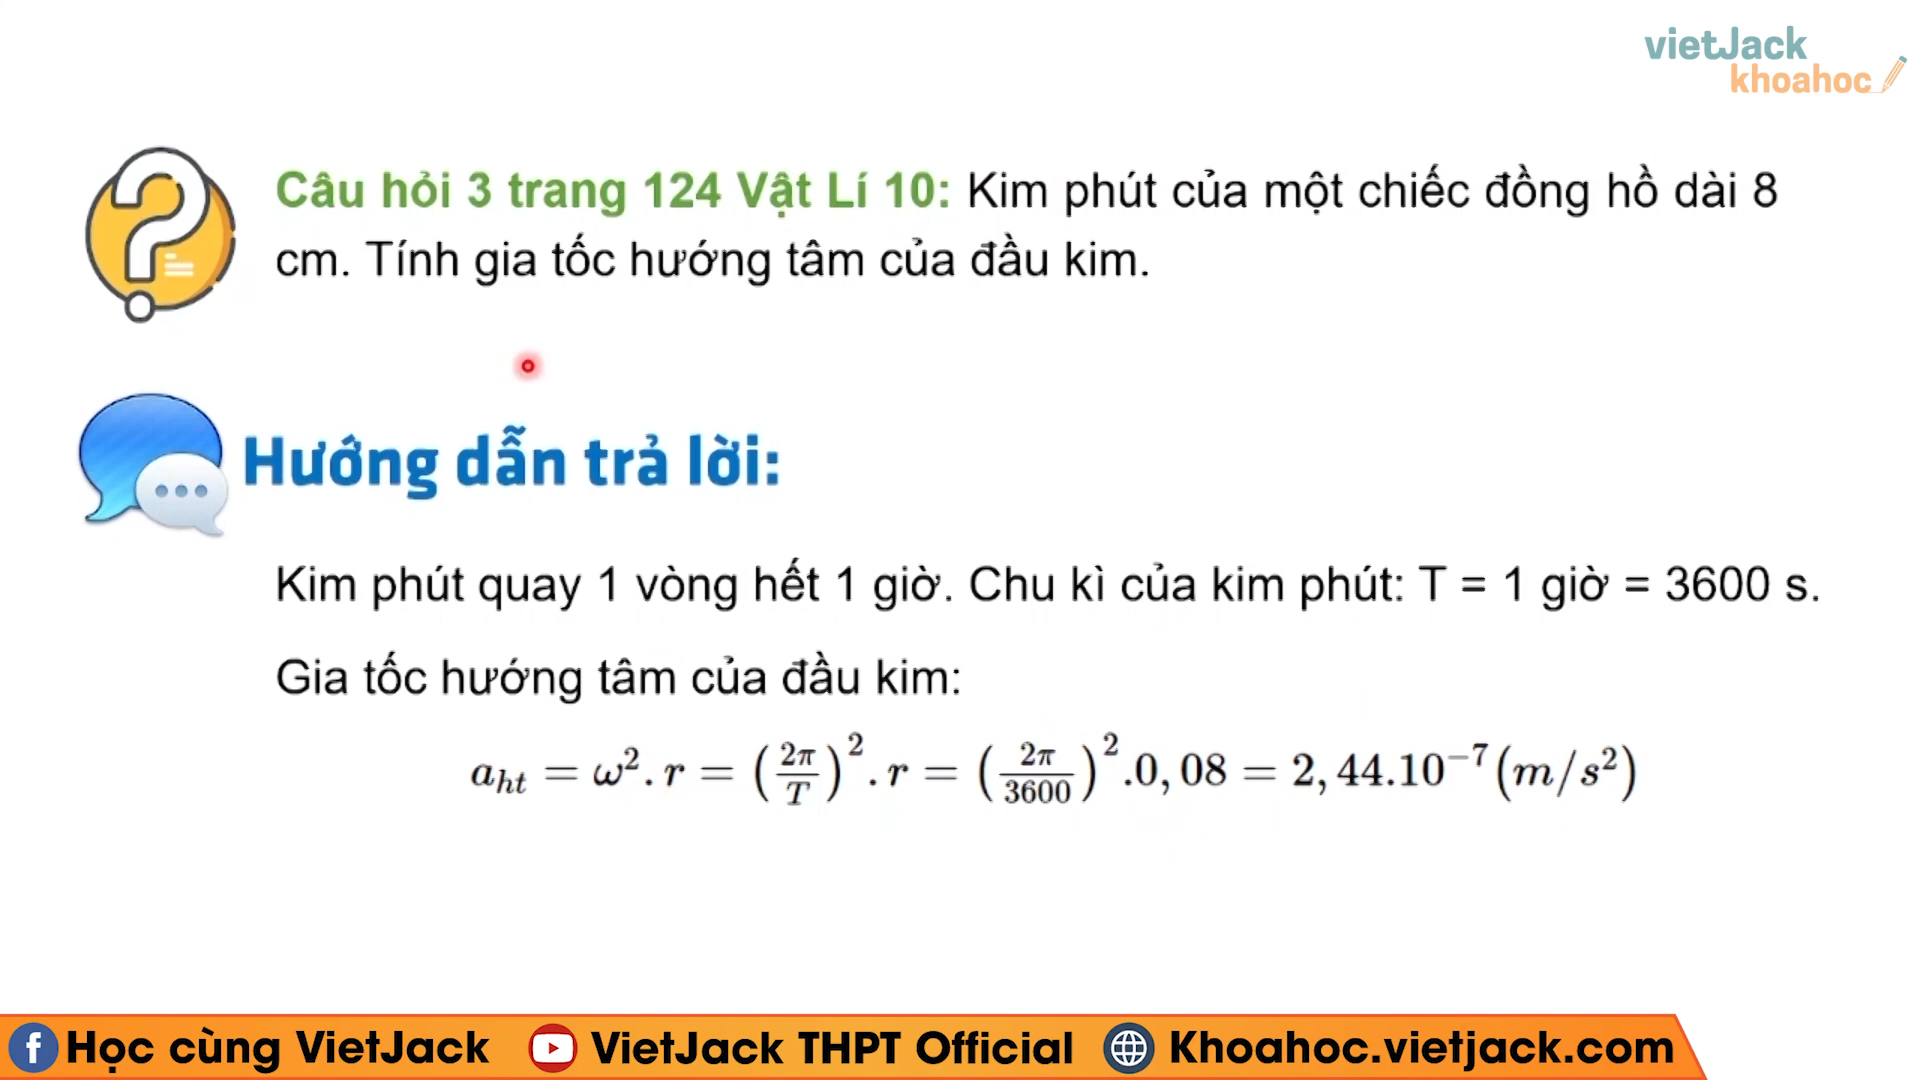 vietJack
khoahoc
Câu hỏi 3 trang 124 Vật Lí 10: Kim phút của một chiếc đồng hồ dài 8
cm. Tính gia tốc hướng tâm của đầu kim.
Hướng dẫn trả lời:
Kim phút quay 1 vòng hết 1 giờ. Chu kì của kim phút: T = 1 giờ = 3600 s.
Gia tốc hướng tâm của đầu kim:
a_{ht} = ω². r = (2π/T)². r = (2π/3600)².0, 08 = 2, 44.10⁻⁷(m/s²)
Học cùng VietJack VietJack THPT Official Khoahoc.vietjack.com